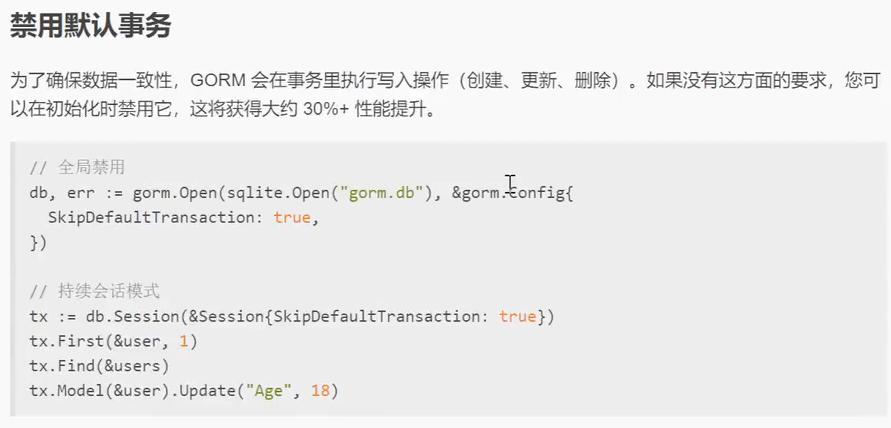 禁用默认事务
为了确保数据一致性，GORM 会在事务里执行写入操作（创建、更新、删除）。如果没有这方面的要求，您可
以在初始化时禁用它，这将获得大约 30%+ 性能提升。
// 全局禁用
db, err := gorm.Open(sqlite.Open("gorm.db"), &gorm.config{
  SkipDefaultTransaction: true,
})
// 持续会话模式
tx := db.Session(&Session{SkipDefaultTransaction: true})
tx.First(&user, 1)
tx.Find(&users)
tx.Model(&user).Update("Age", 18)